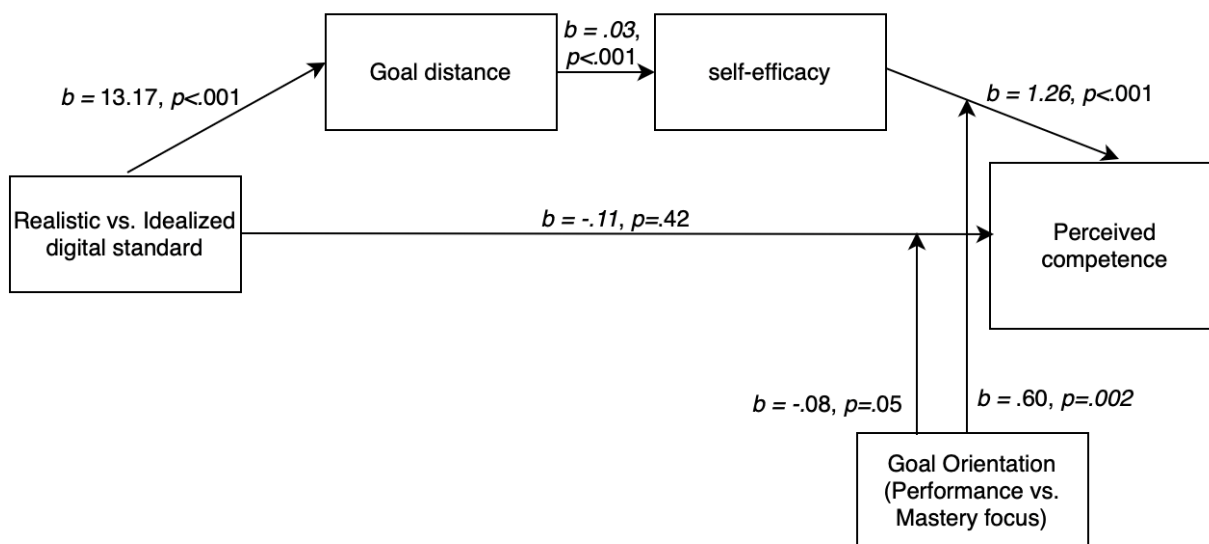 b = .03,
p<.001
Goal distance
self-efficacy
b = 13.17, p<.001
b = 1.26, p<.001
Realistic vs. Idealized
digital standard
b = -.11, p=.42
Perceived
competence
b = -.08, p=.05
b = .60, p=.002
Goal Orientation
(Performance vs.
Mastery focus)